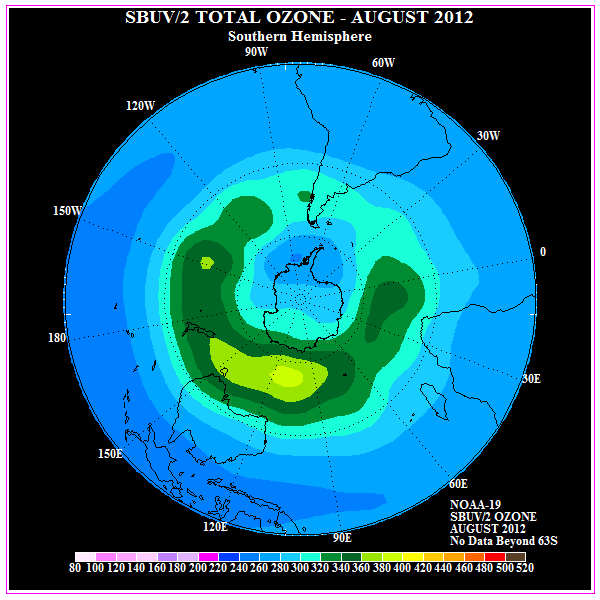 SBUV/2 TOTAL OZONE - AUGUST 2012
Southern Hemisphere
90W
60W
120W
30W
150W
0
180
30E
150E
60E
120E
90E
NOAA-19
SBUV/2 OZONE
AUGUST 2012
No Data Beyond 63S
80 100 120 140 160 180 200 220 240 260 280 300 320 340 360 380 400 420 440 460 480 500 520